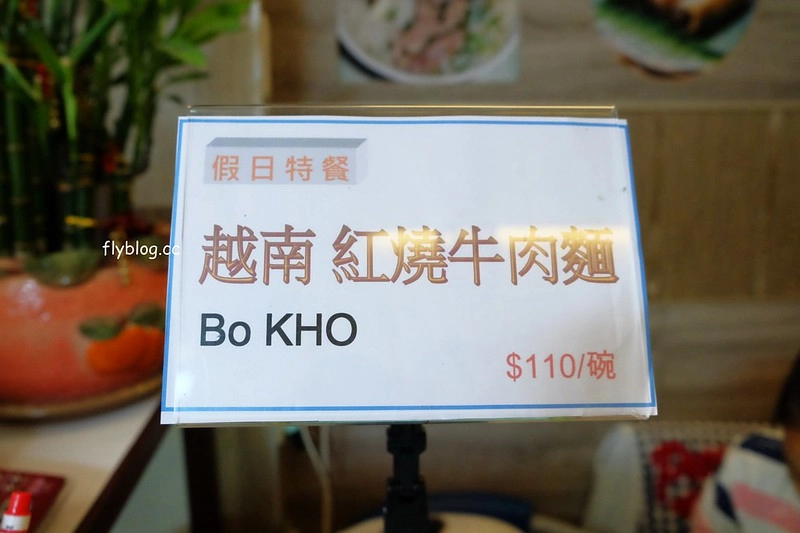 假日特餐
flyblog.cc
越南 紅燒牛肉麵
Bo KHO
$110/碗